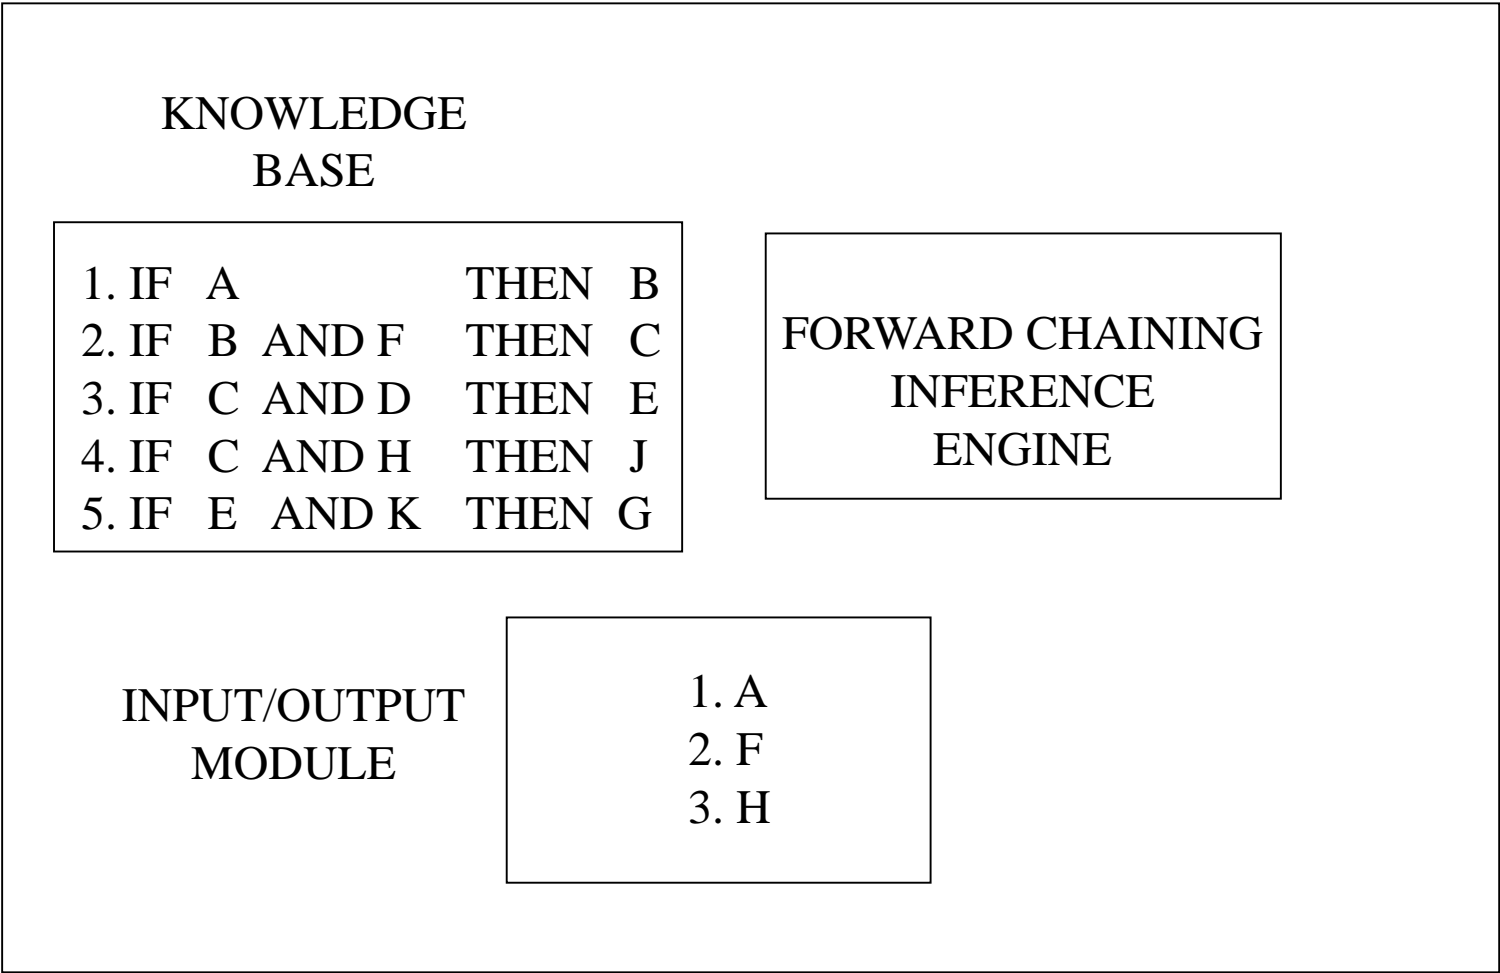 KNOWLEDGE
BASE
1. IF A THEN B
2. IF B AND F THEN C
3. IF C AND D THEN E
4. IF C AND H THEN J
5. IF E AND K THEN G
FORWARD CHAINING
INFERENCE
ENGINE
INPUT/OUTPUT
MODULE
1. A
2. F
3. H